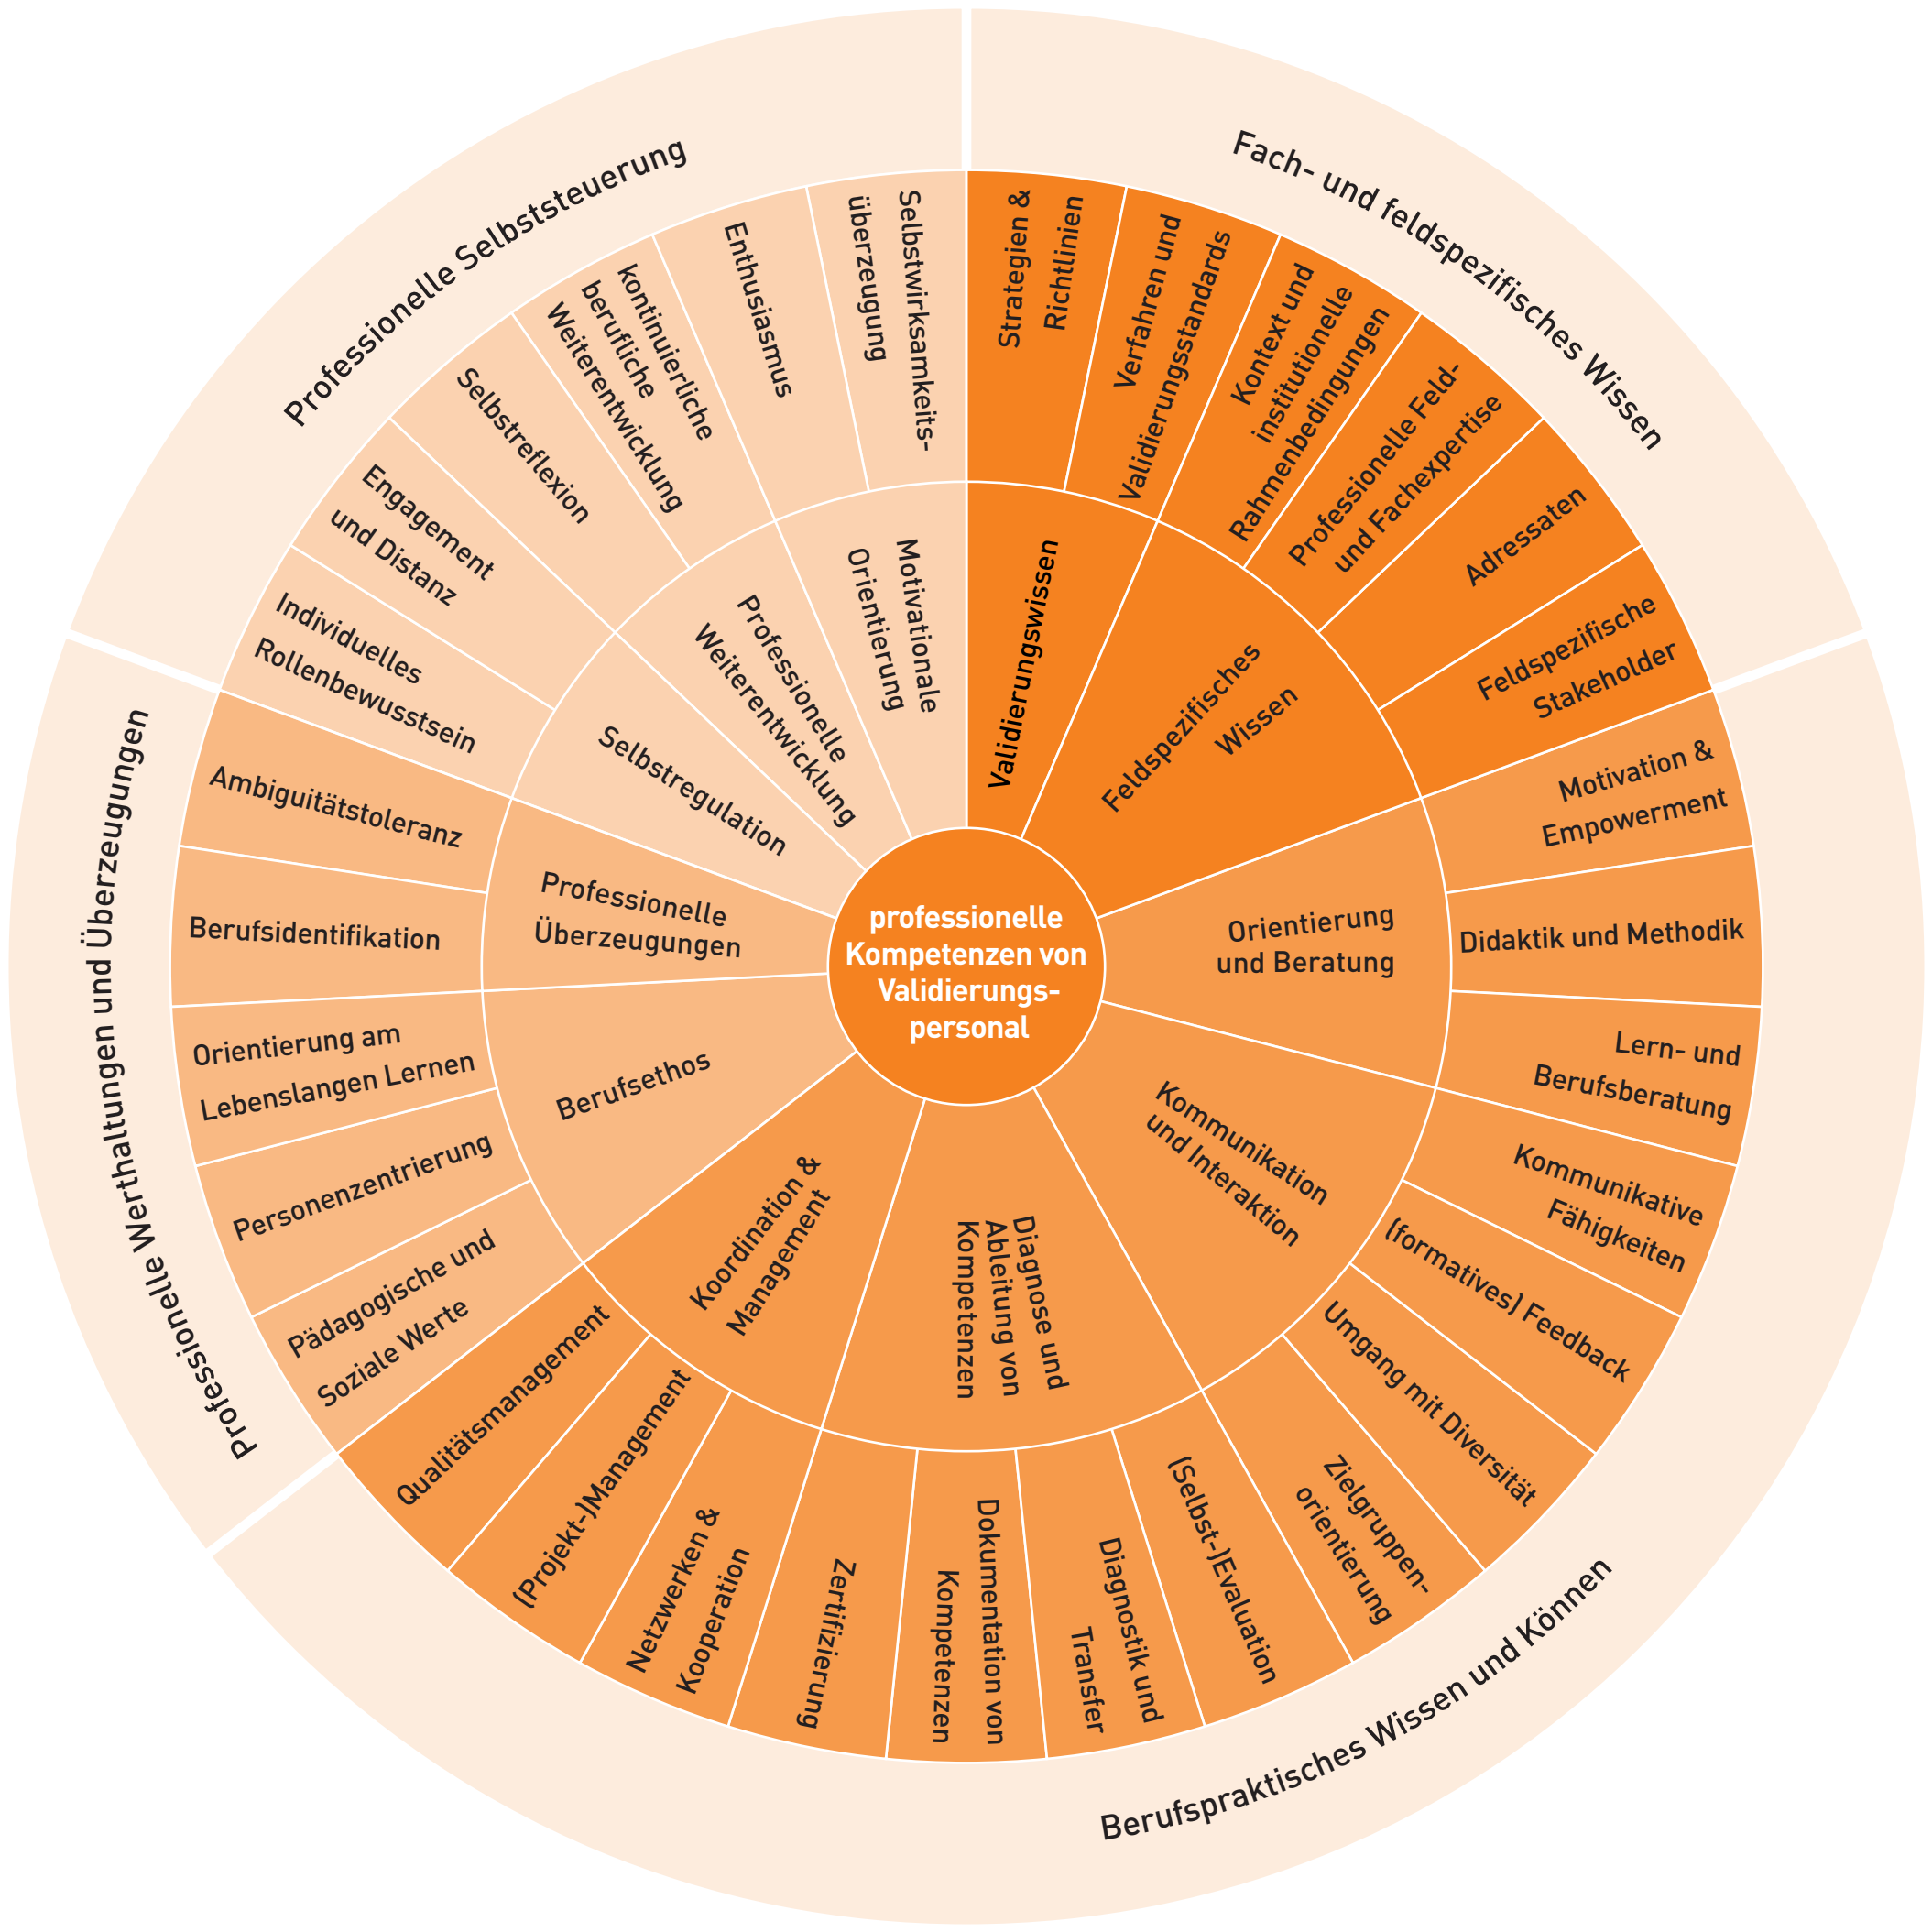 professionelle
Kompetenzen von
Validierungs-
personal
Fach- und feldspezifisches Wissen
Validierungswissen
Strategien &
Richtlinien
Verfahren und
Validierungsstandards
Feldspezifisches
Wissen
Kontext und
institutionelle
Rahmenbedingungen
Professionelle Feld-
und Fachexpertise
Adressaten
Feldspezifische
Stakeholder
Berufspraktisches Wissen und Können
Orientierung
und Beratung
Motivation &
Empowerment
Didaktik und Methodik
Lern- und
Berufsberatung
Kommunikation
und Interaktion
Kommunikative
Fähigkeiten
(formatives) Feedback
Umgang mit Diversität
Zielgruppen-
orientierung
Diagnose und
Ableitung von
Kompetenzen
(Selbst-)Evaluation
Diagnostik und
Transfer
Dokumentation von
Kompetenzen
Zertifizierung
Koordination &
Management
Netzwerken &
Kooperation
(Projekt-)Management
Qualitätsmanagement
Professionelle Werthaltungen und Überzeugungen
Berufsethos
Pädagogische und
Soziale Werte
Personenzentrierung
Orientierung am
Lebenslangen Lernen
Professionelle
Überzeugungen
Berufsidentifikation
Ambiguitätstoleranz
Professionelle Selbststeuerung
Selbstregulation
Individuelles
Rollenbewusstsein
Engagement
und Distanz
Professionelle
Weiterentwicklung
Selbstreflexion
kontinuierliche
berufliche
Weiterentwicklung
Motivationale
Orientierung
Enthusiasmus
Selbstwirksamkeits-
überzeugung